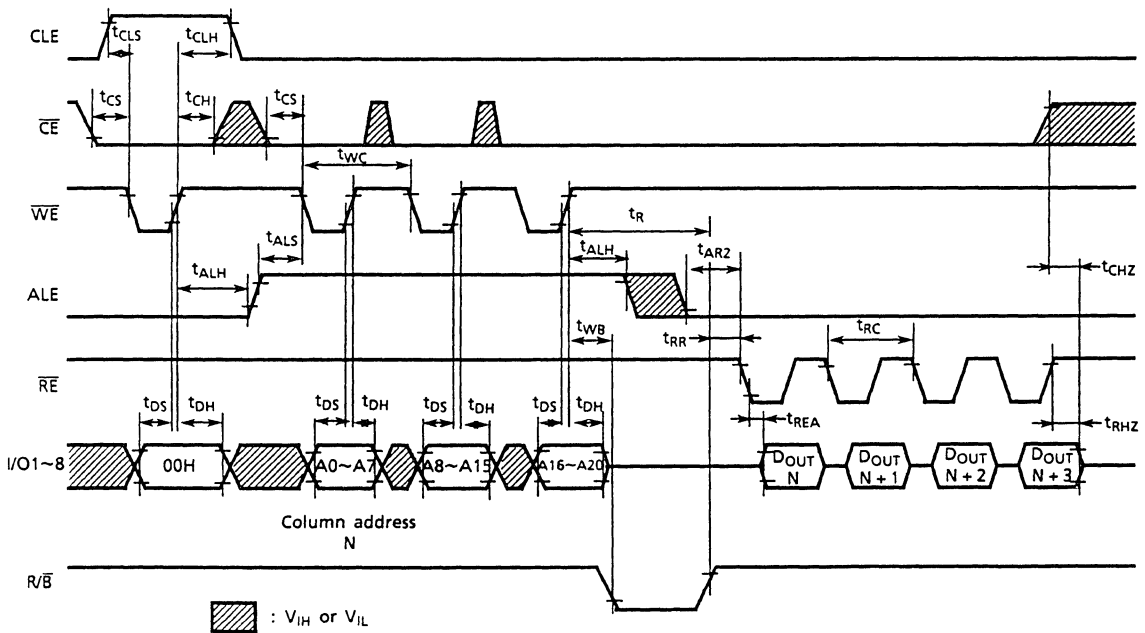 CLE
tCLS
tCLH
CE
tCS
tCH
tCS
WE
tWC
tR
ALE
tALH
tALS
tALH
tAR2
tCHZ
RE
tWB
tRR
tRC
tREA
tRHZ
I/O1~8
tDS
tDH
tDS
tDH
tDS
tDH
tDS
tDH
00H
A0~A7
A8~A15
A16~A20
DOUT
N
DOUT
N+1
DOUT
N+2
DOUT
N+3
Column address
N
R/B
: VIH or VIL